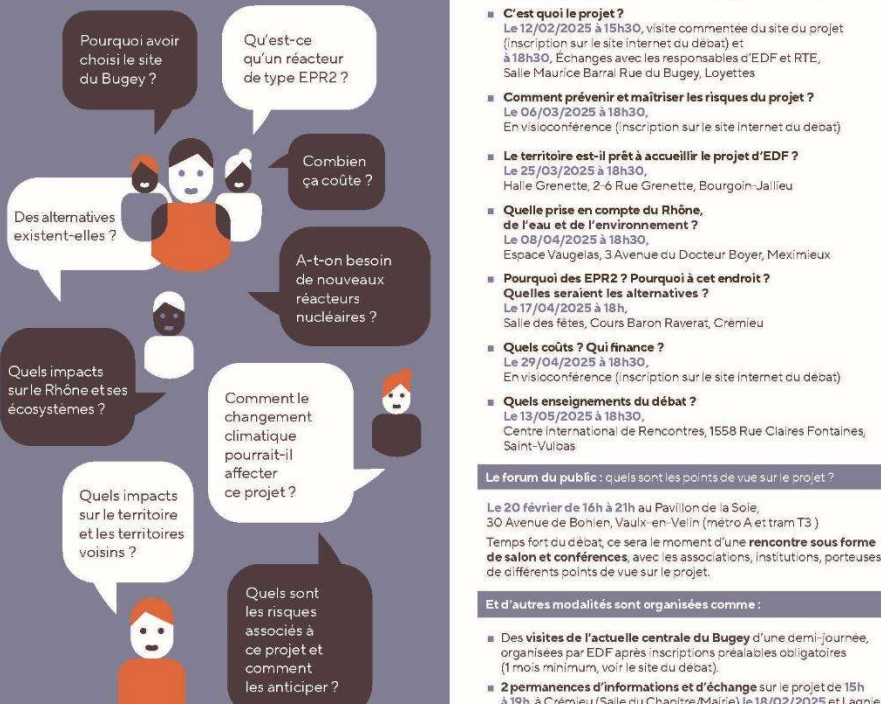 Pourquoi avoir
choisi le site
du Bugey ?
Qu'est-ce
qu'un réacteur
de type EPR2 ?
Combien
ça coûte ?
Des alternatives
existent-elles ?
A-t-on besoin
de nouveaux
réacteurs
nucléaires ?
Quels impacts
sur le Rhône et ses
écosystèmes ?
Comment le
changement
climatique
pourrait-il
affecter
ce projet ?
Quels impacts
sur le territoire
et les territoires
voisins ?
Quels sont
les risques
associés à
ce projet et
comment
les anticiper ?
■ C'est quoi le projet ?
Le 12/02/2025 à 15h30, visite commentée du site du projet
(inscription sur le site internet du débat) et
à 18h30, Échanges avec les responsables d'EDF et RTE,
Salle Maurice Barral Rue du Bugey, Loyettes
■ Comment prévenir et maîtriser les risques du projet ?
Le 06/03/2025 à 18h30,
En visioconférence (inscription sur le site internet du débat)
■ Le territoire est-il prêt à accueillir le projet d'EDF ?
Le 25/03/2025 à 18h30,
Halle Grenette, 2-6 Rue Grenette, Bourgoin-Jallieu
■ Quelle prise en compte du Rhône,
de l'eau et de l'environnement ?
Le 08/04/2025 à 18h30,
Espace Vaugelas, 3 Avenue du Docteur Boyer, Meximieux
■ Pourquoi des EPR2 ? Pourquoi à cet endroit ?
Quelles seraient les alternatives ?
Le 17/04/2025 à 18h,
Salle des fêtes, Cours Baron Raverat, Crémieu
■ Quels coûts ? Qui finance ?
Le 29/04/2025 à 18h30,
En visioconférence (inscription sur le site internet du débat)
■ Quels enseignements du débat ?
Le 13/05/2025 à 18h30,
Centre international de Rencontres, 1558 Rue Claires Fontaines,
Saint-Vulbas
Le forum du public : quels sont les points de vue sur le projet ?
Le 20 février de 16h à 21h au Pavillon de la Soie,
30 Avenue de Bohlen, Vaulx-en-Velin (métro A et tram T3 )
Temps fort du débat, ce sera le moment d'une rencontre sous forme
de salon et conférences, avec les associations, institutions, porteuses
de différents points de vue sur le projet.
Et d'autres modalités sont organisées comme :
■ Des visites de l'actuelle centrale du Bugey d'une demi-journée,
organisées par EDF après inscriptions préalables obligatoires
(1 mois minimum, voir le site du débat).
■ 2 permanences d'informations et d'échange sur le projet de 15h
à 19h, à Crémieu (Salle du Chapitre/Mairie) le 18/02/2025 et Lagnieu